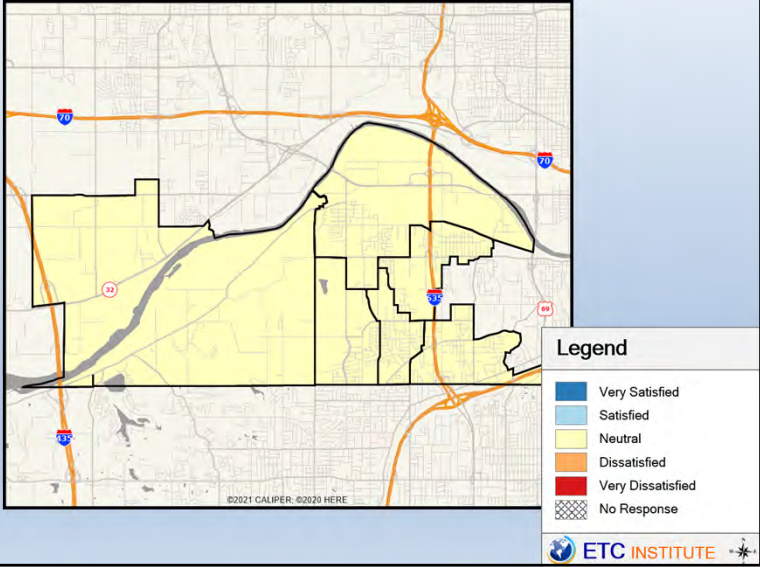 70
70
32
635
69
435
©2021 CALIPER; ©2020 HERE
Legend
Very Satisfied
Satisfied
Neutral
Dissatisfied
Very Dissatisfied
No Response
ETC INSTITUTE